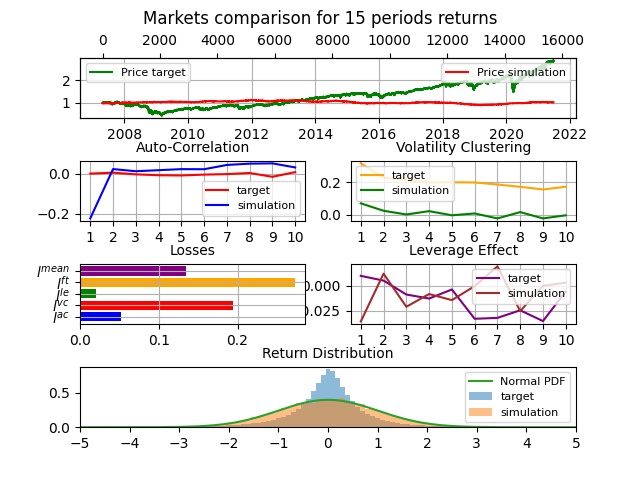 Markets comparison for 15 periods returns
0 2000 4000 6000 8000 10000 12000 14000 16000
Price target
Price simulation
2
1
2008 2010 2012 2014 2016 2018 2020 2022
Auto-Correlation
0.0
−0.2
target
simulation
1 2 3 4 5 6 7 8 9 10
Volatility Clustering
0.2
0.0
target
simulation
1 2 3 4 5 6 7 8 9 10
Losses
l^mean
l^ft
l^le
l^vc
l^ac
0.0 0.1 0.2
Leverage Effect
0.000
0.025
target
simulation
1 2 3 4 5 6 7 8 9 10
Return Distribution
0.5
0.0
Normal PDF
target
simulation
−5 −4 −3 −2 −1 0 1 2 3 4 5